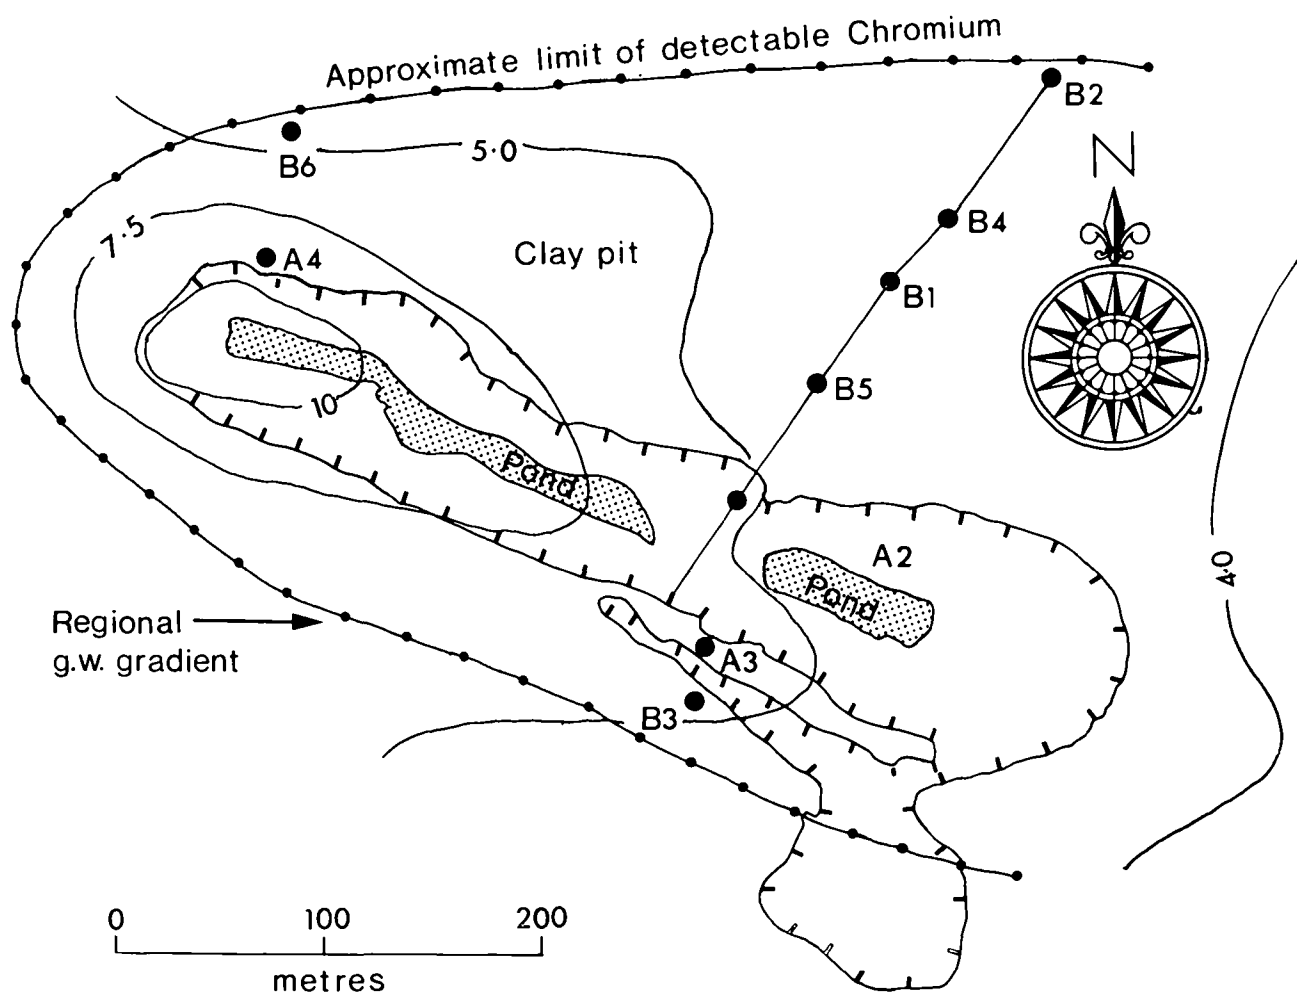 Approximate limit of detectable Chromium
B2
N
B6
5·0
7·5
B4
A4
Clay pit
B1
B5
10
Pond
A2
Pond
4·0
Regional
g.w. gradient
A3
B3
0 100 200
metres